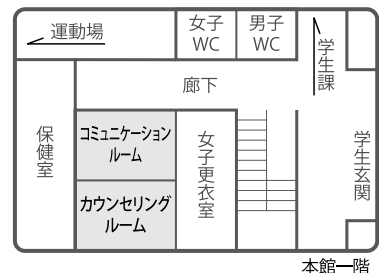 運動場
女子
WC
男子
WC
学生課
廊下
保健室
コミュニケーション
ルーム
女子更衣室
学生玄関
カウンセリング
ルーム
本館一階